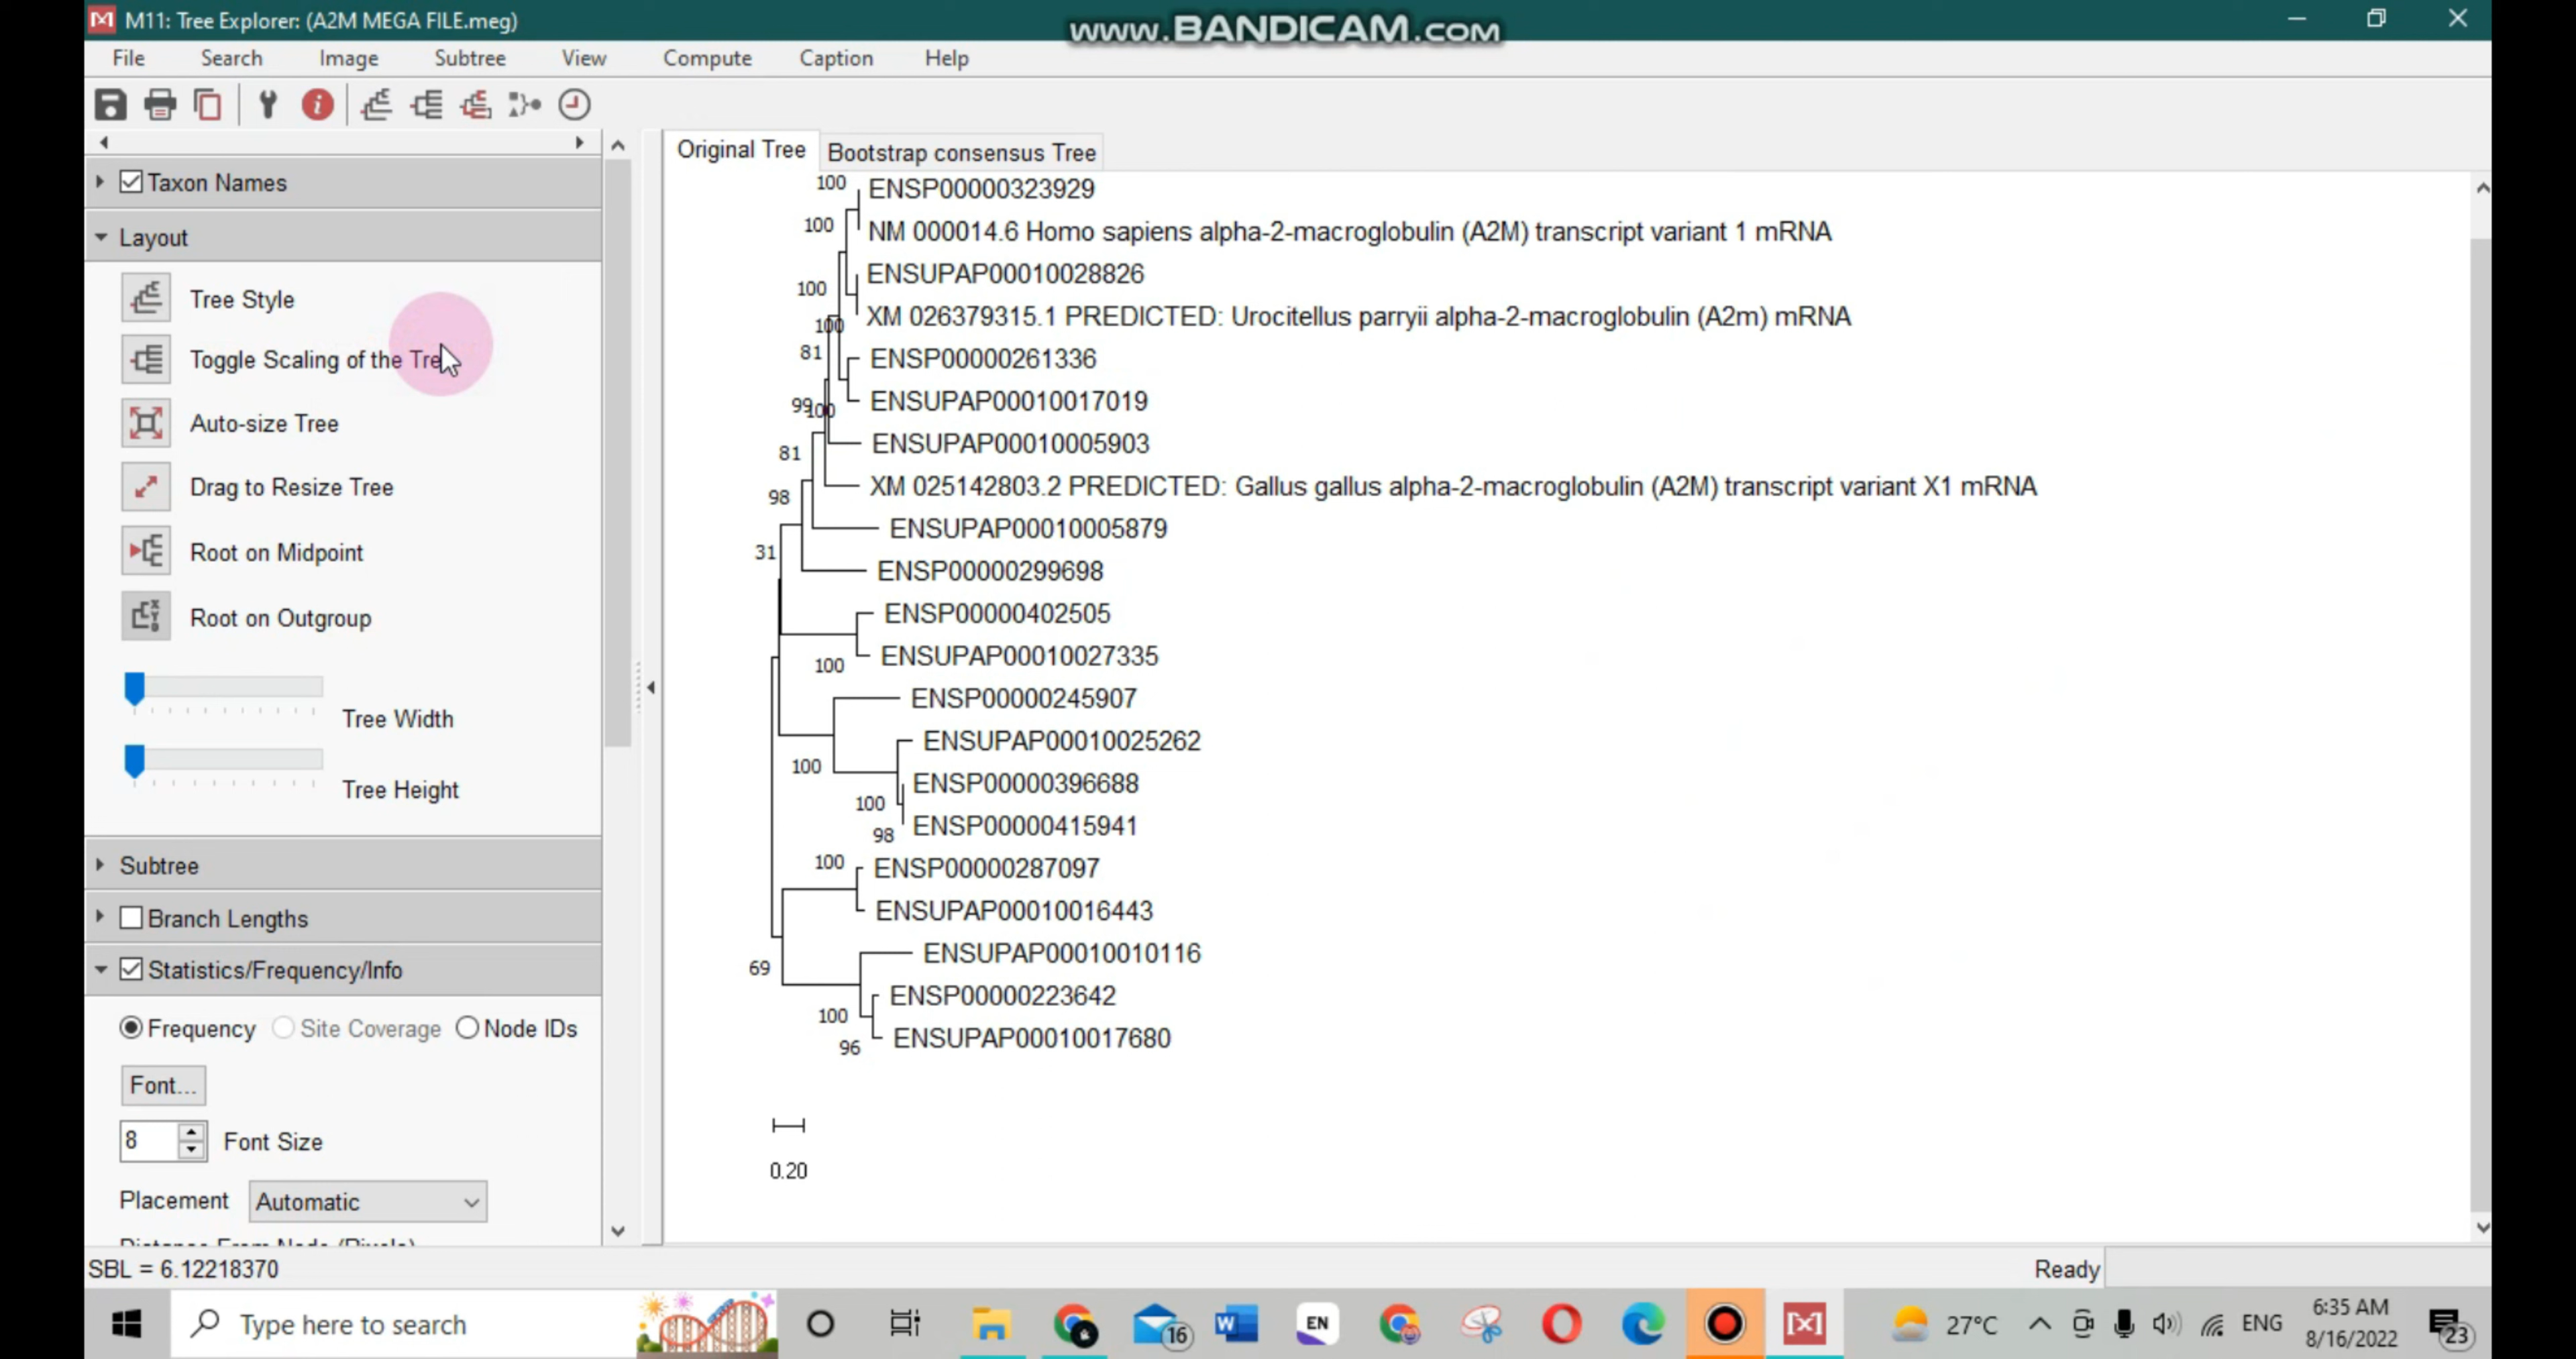 M11: Tree Explorer: (A2M MEGA FILE.meg)
www.BANDICAM.com
File Search Image Subtree View Compute Caption Help
Original Tree Bootstrap consensus Tree
Taxon Names
Layout
Tree Style
Toggle Scaling of the Tre
Auto-size Tree
Drag to Resize Tree
Root on Midpoint
Root on Outgroup
Tree Width
Tree Height
Subtree
Branch Lengths
Statistics/Frequency/Info
Frequency Site Coverage Node IDs
Font...
8 Font Size
Placement Automatic
Distance From Node (Pixels)
100 ENSP00000323929
100 NM 000014.6 Homo sapiens alpha-2-macroglobulin (A2M) transcript variant 1 mRNA
ENSUPAP00010028826
100
100 XM 026379315.1 PREDICTED: Urocitellus parryii alpha-2-macroglobulin (A2m) mRNA
81 ENSP00000261336
99 100 ENSUPAP00010017019
81 ENSUPAP00010005903
98 XM 025142803.2 PREDICTED: Gallus gallus alpha-2-macroglobulin (A2M) transcript variant X1 mRNA
31 ENSUPAP00010005879
ENSP00000299698
ENSP00000402505
100 ENSUPAP00010027335
ENSP00000245907
100 ENSUPAP00010025262
100 ENSP00000396688
98 ENSP00000415941
100 ENSP00000287097
ENSUPAP00010016443
69 ENSUPAP00010010116
100 ENSP00000223642
96 ENSUPAP00010017680
0.20
SBL = 6.12218370
Ready
Type here to search
16
W
EN
27°C
ENG
6:35 AM
8/16/2022
23